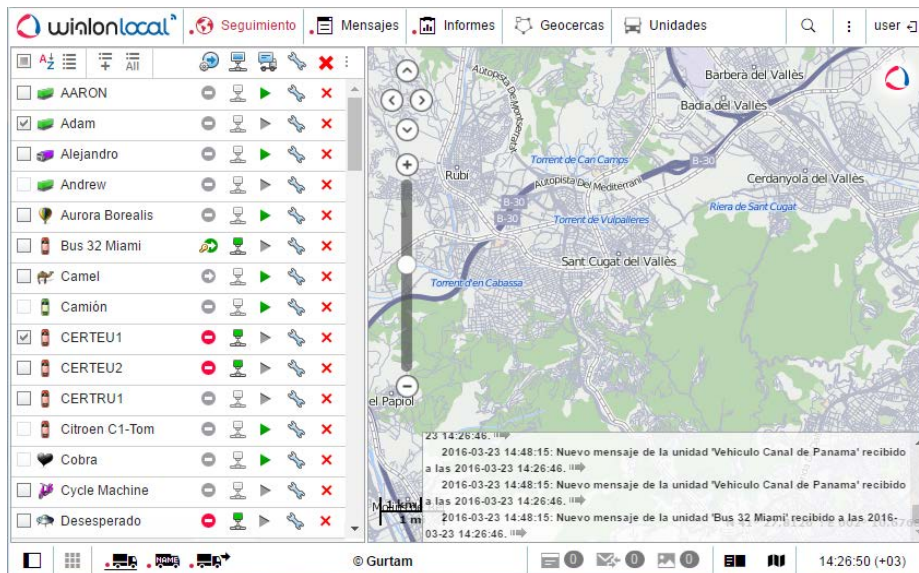 wialonlocal
Seguimiento
Mensajes
Informes
Geocercas
Unidades
user
A Z
All
AARON
Adam
Alejandro
Andrew
Aurora Borealis
Bus 32 Miami
Camel
Camión
CERTEU1
CERTEU2
CERTRU1
Citroen C1-Tom
Cobra
Cycle Machine
Desesperado
Autopista de Montserrat
Barberà del Vallès
Badia del Vallès
Torrent de Can Camps
B-30
Rubí
Autopista Del Mediterrani
Cerdanyola del Vallès
B-30
B-30
Riera de Sant Cugat
Torrent de Vulpalleres
Sant Cugat del Vallès
Torrent d'en Cabassa
el Papiol
23 14:26:46.
2016-03-23 14:48:15: Nuevo mensaje de la unidad 'Vehiculo Canal de Panama' recibido
a las 2016-03-23 14:26:46.
2016-03-23 14:48:15: Nuevo mensaje de la unidad 'Vehiculo Canal de Panama' recibido
a las 2016-03-23 14:26:46.
2016-03-23 14:48:15: Nuevo mensaje de la unidad 'Bus 32 Miami' recibido a las 2016-
03-23 14:26:46.
1 km
1 m
NAME
© Gurtam
0
0
0
14:26:50 (+03)